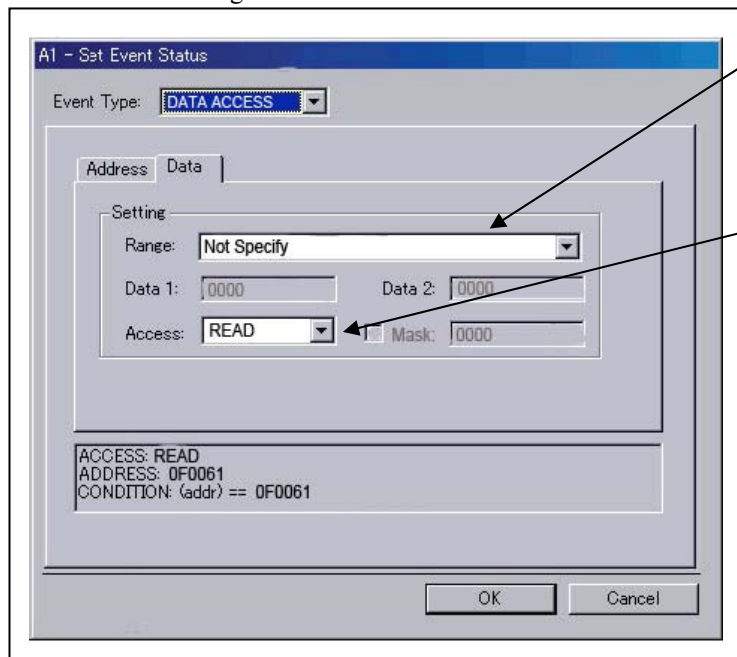 A1 - Set Event Status
Event Type: DATA ACCESS
Address Data
Setting
Range: Not Specify
Data 1: 0000 Data 2: 0000
Access: READ Mask: 0000
ACCESS: READ
ADDRESS: 0F0061
CONDITION: (addr) == 0F0061
OK Cancel